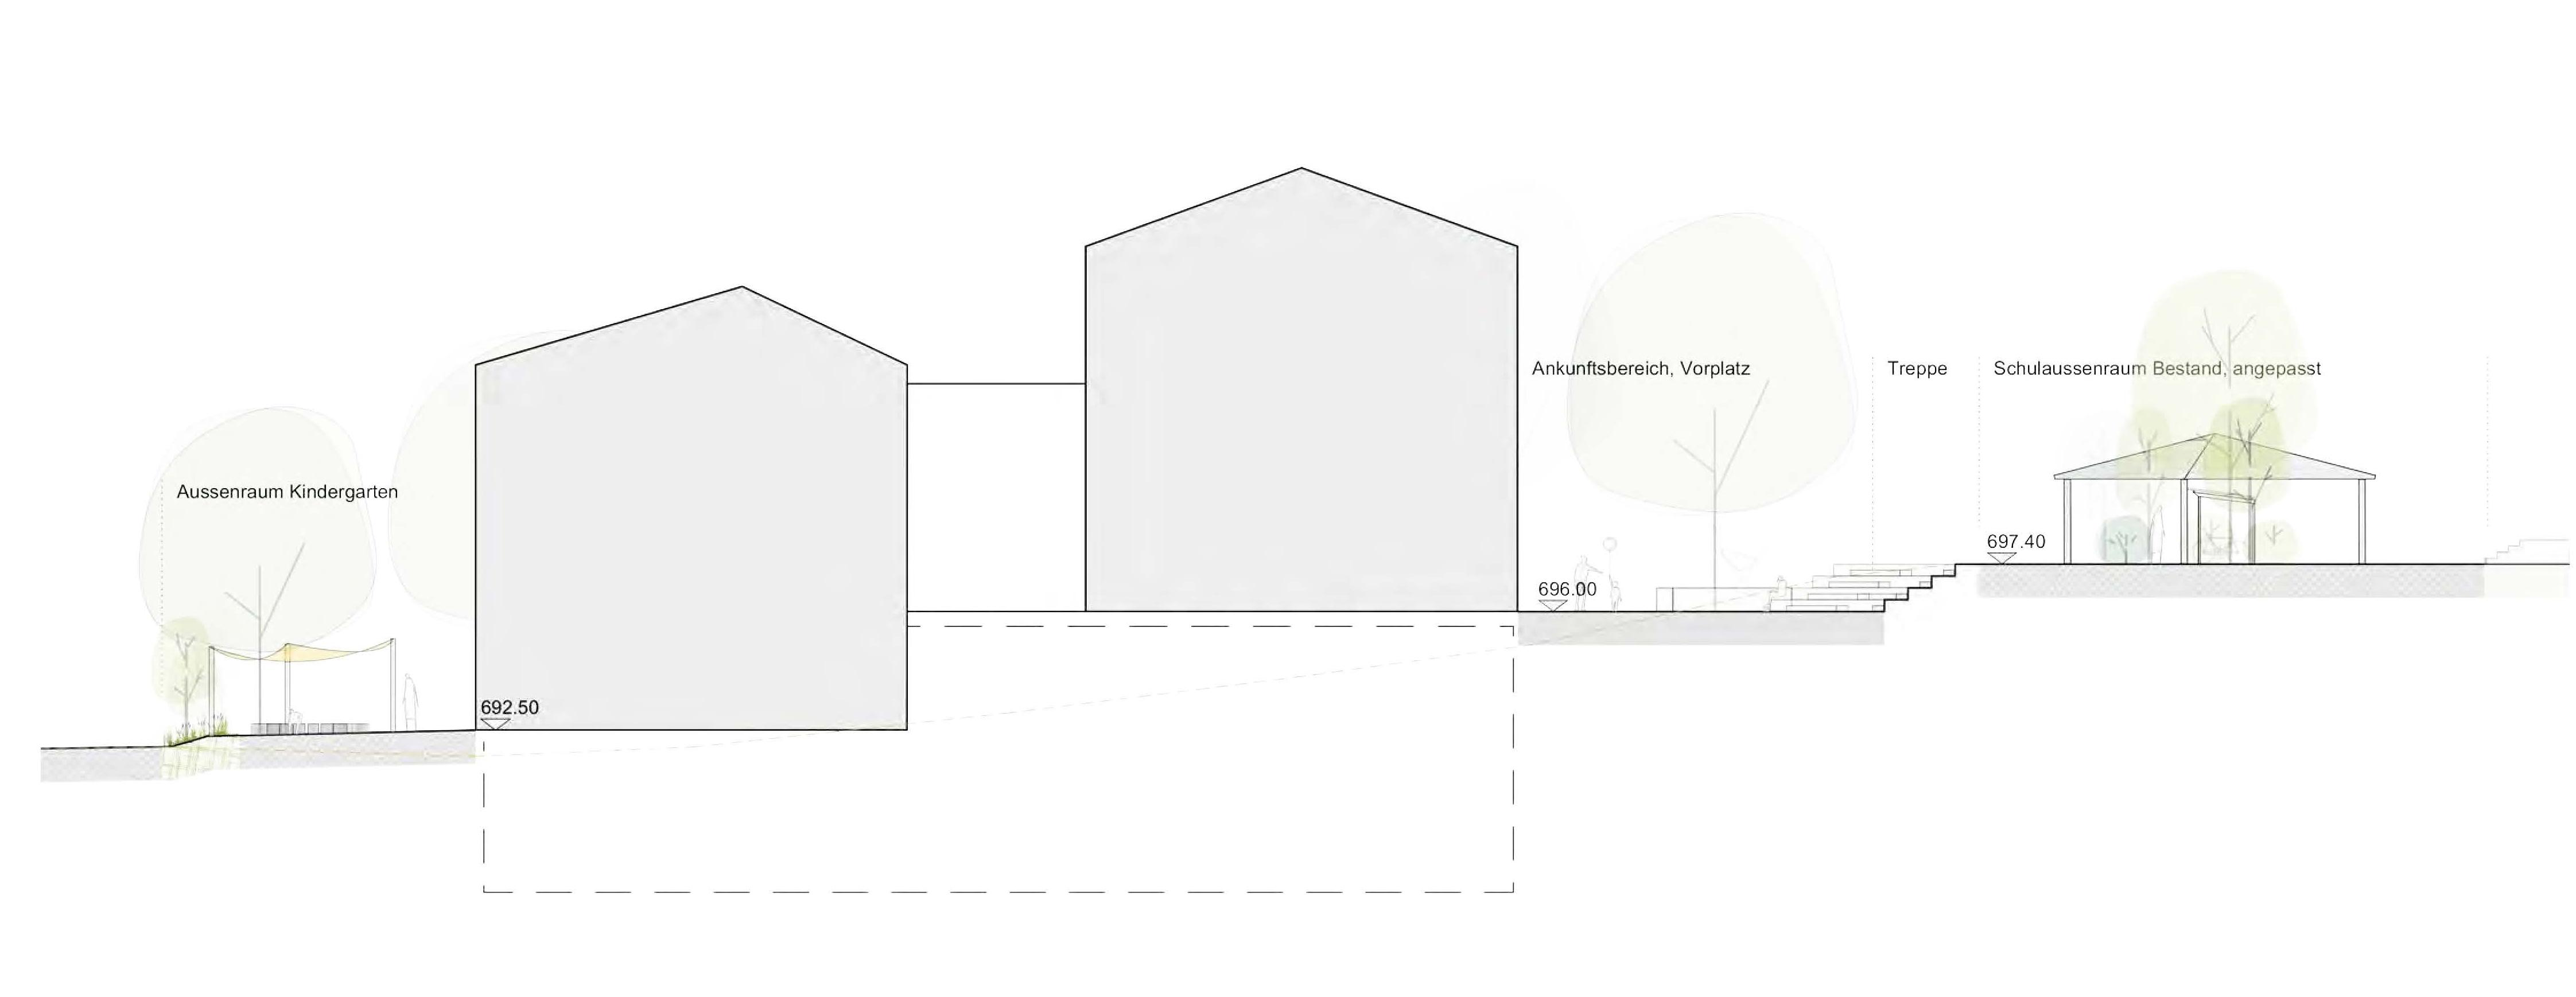 Ankunftsbereich, Vorplatz
Treppe
Schulaussenraum Bestand, angepasst
Aussenraum Kindergarten
697.40
696.00
692.50